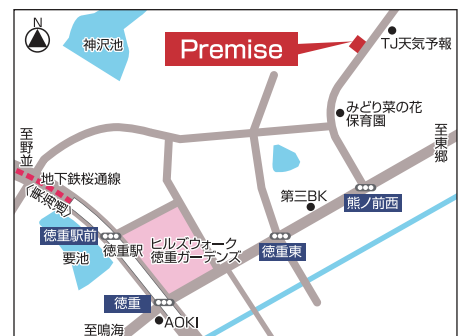 N
神沢池
Premise
TJ天気予報
みどり菜の花
保育園
至野並
至東郷
地下鉄桜通線
〈東海通〉
第三BK
熊ノ前西
徳重駅前
徳重駅
ヒルズウォーク
徳重ガーデンズ
徳重東
要池
徳重
AOKI
至鳴海